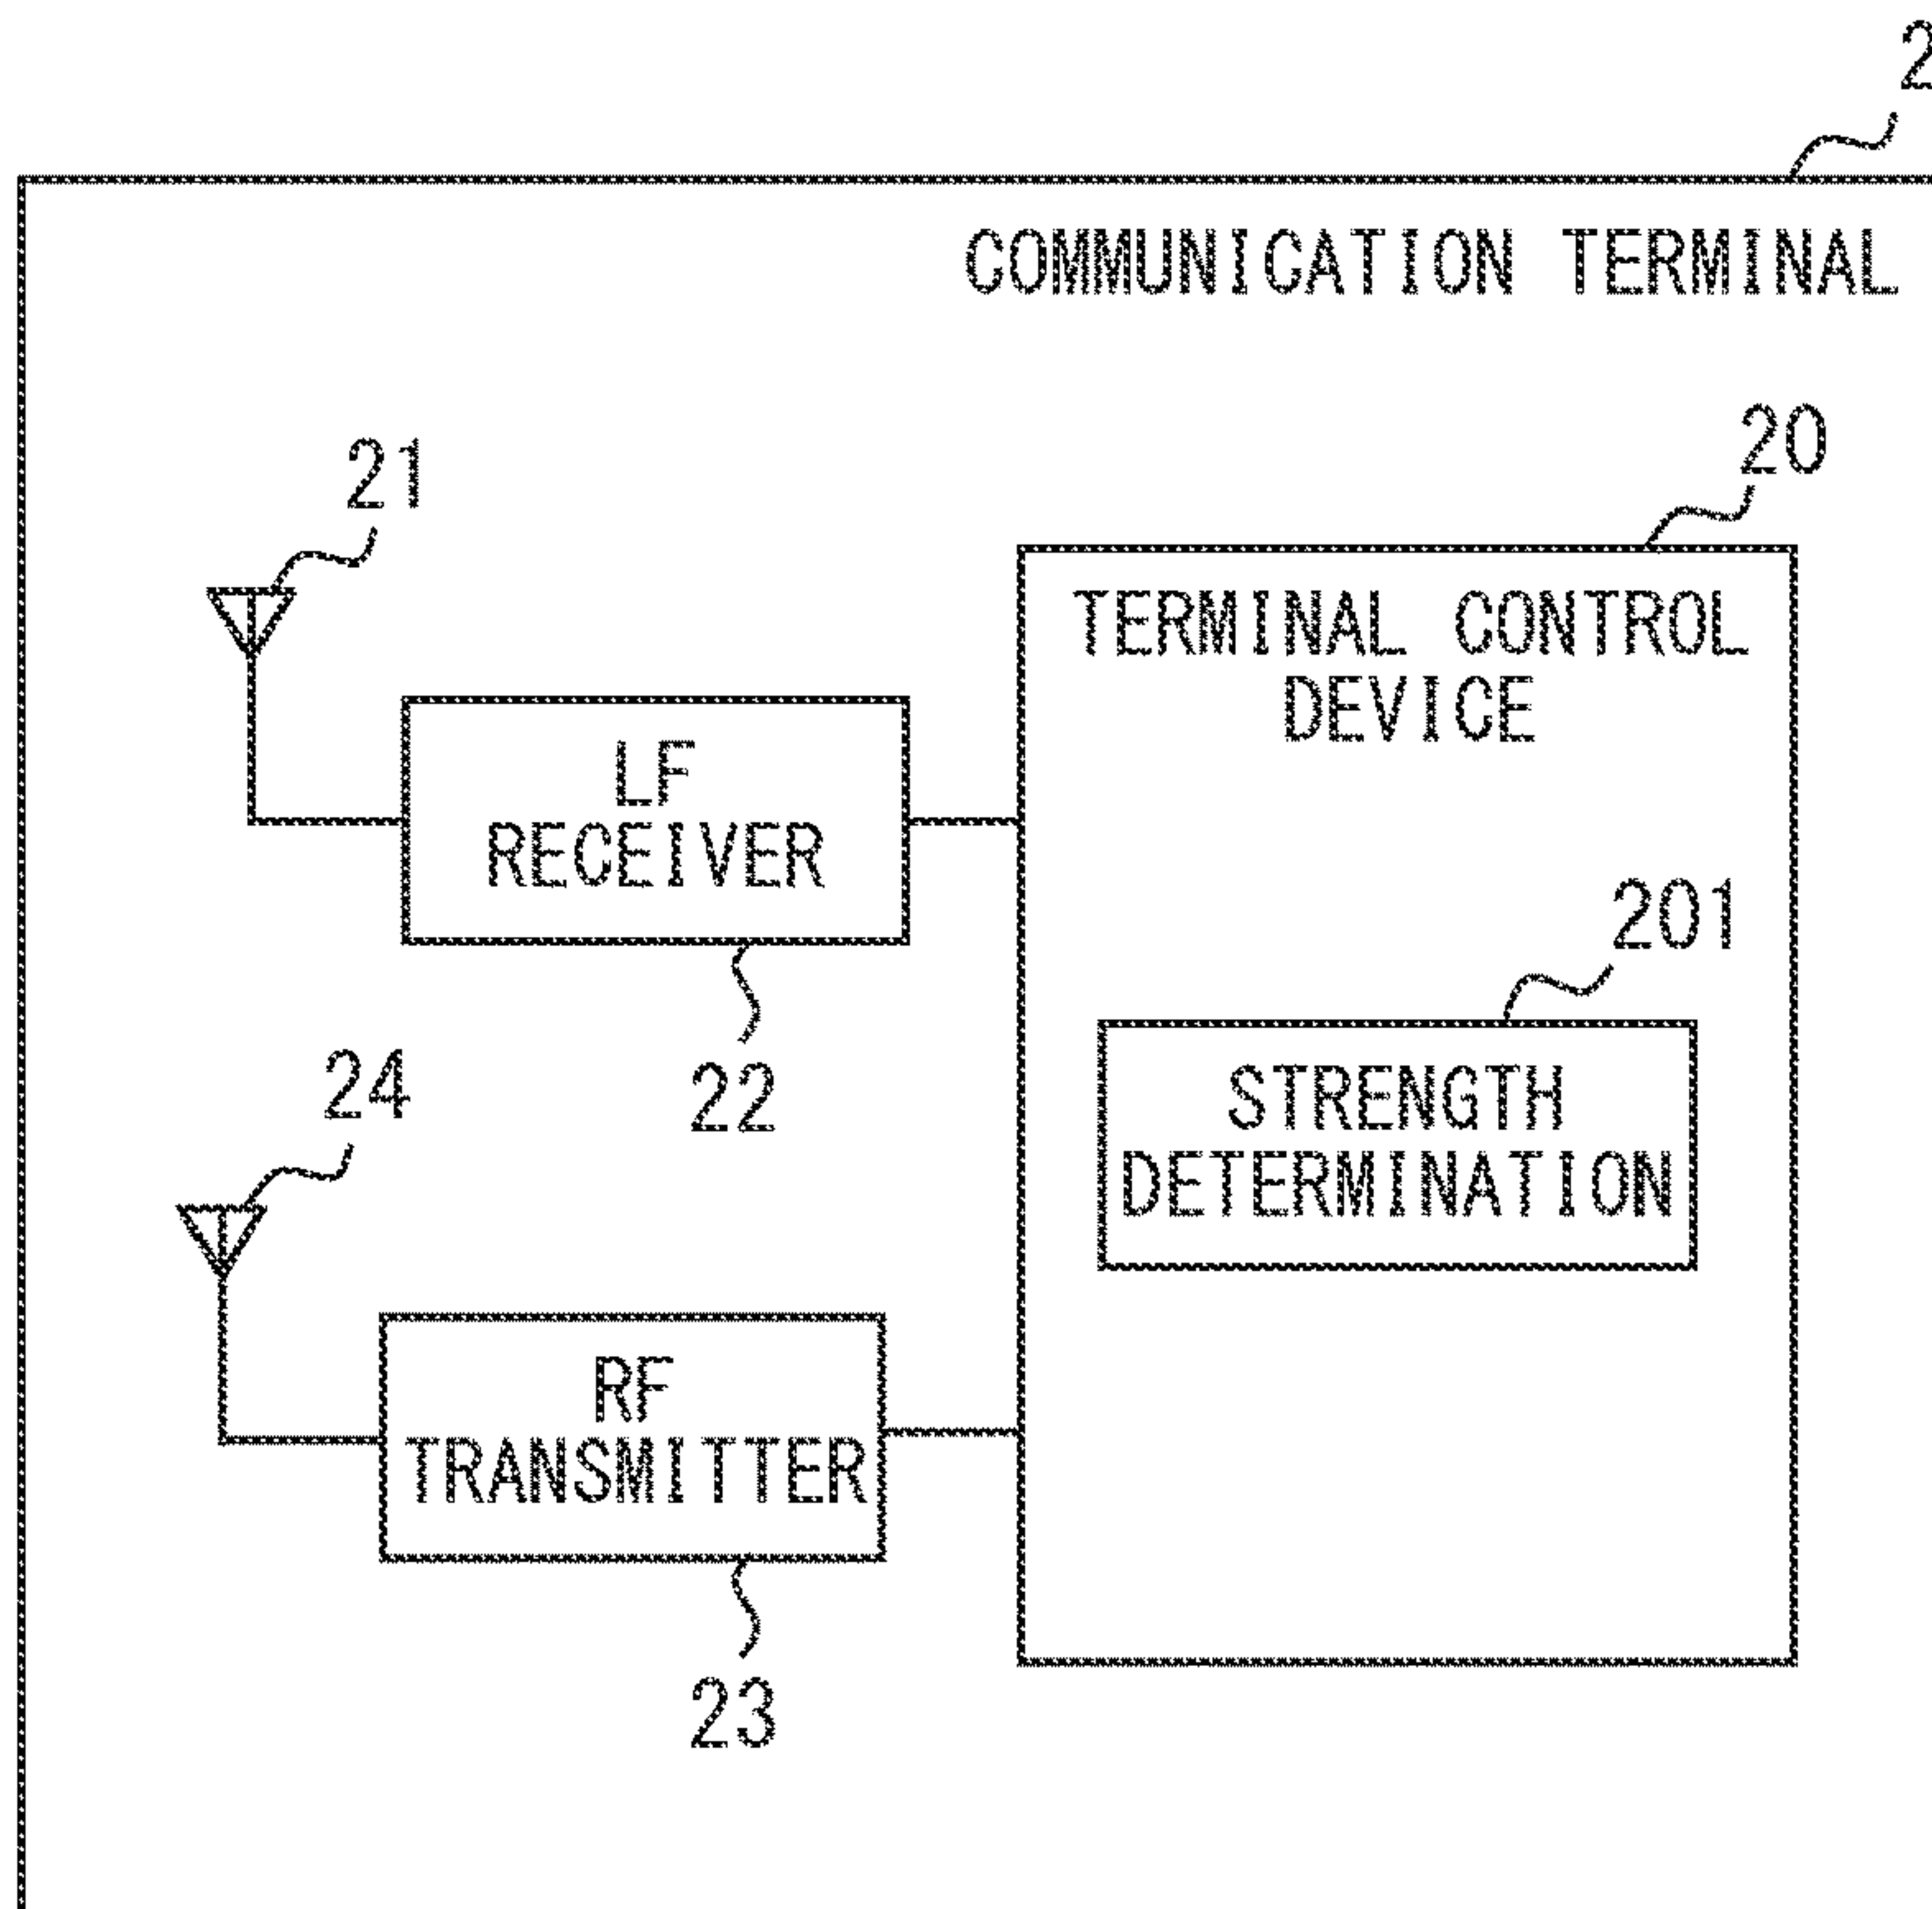 2
COMMUNICATION TERMINAL
20
21
TERMINAL CONTROL
DEVICE
LF
RECEIVER
201
22
24
STRENGTH
DETERMINATION
RF
TRANSMITTER
23